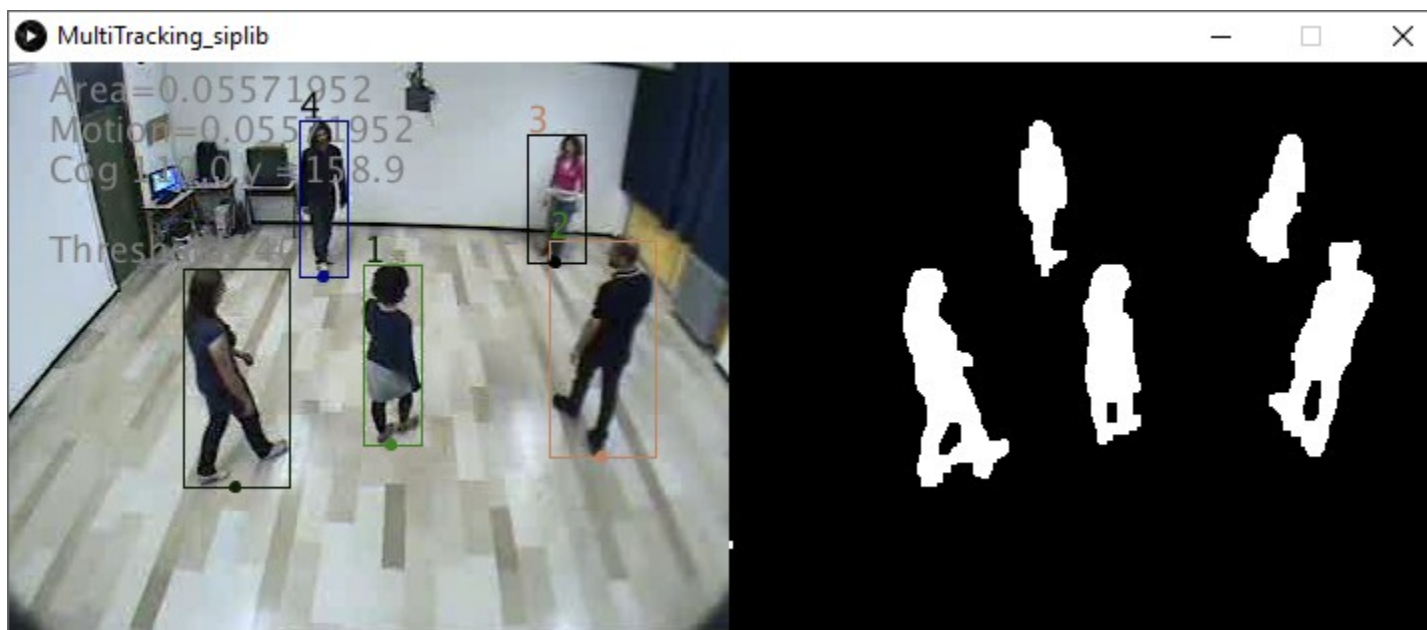 MultiTracking_siplib
Area=0.05571952
Motion=0.05571952
Cog y =158.9
4
3
2
1